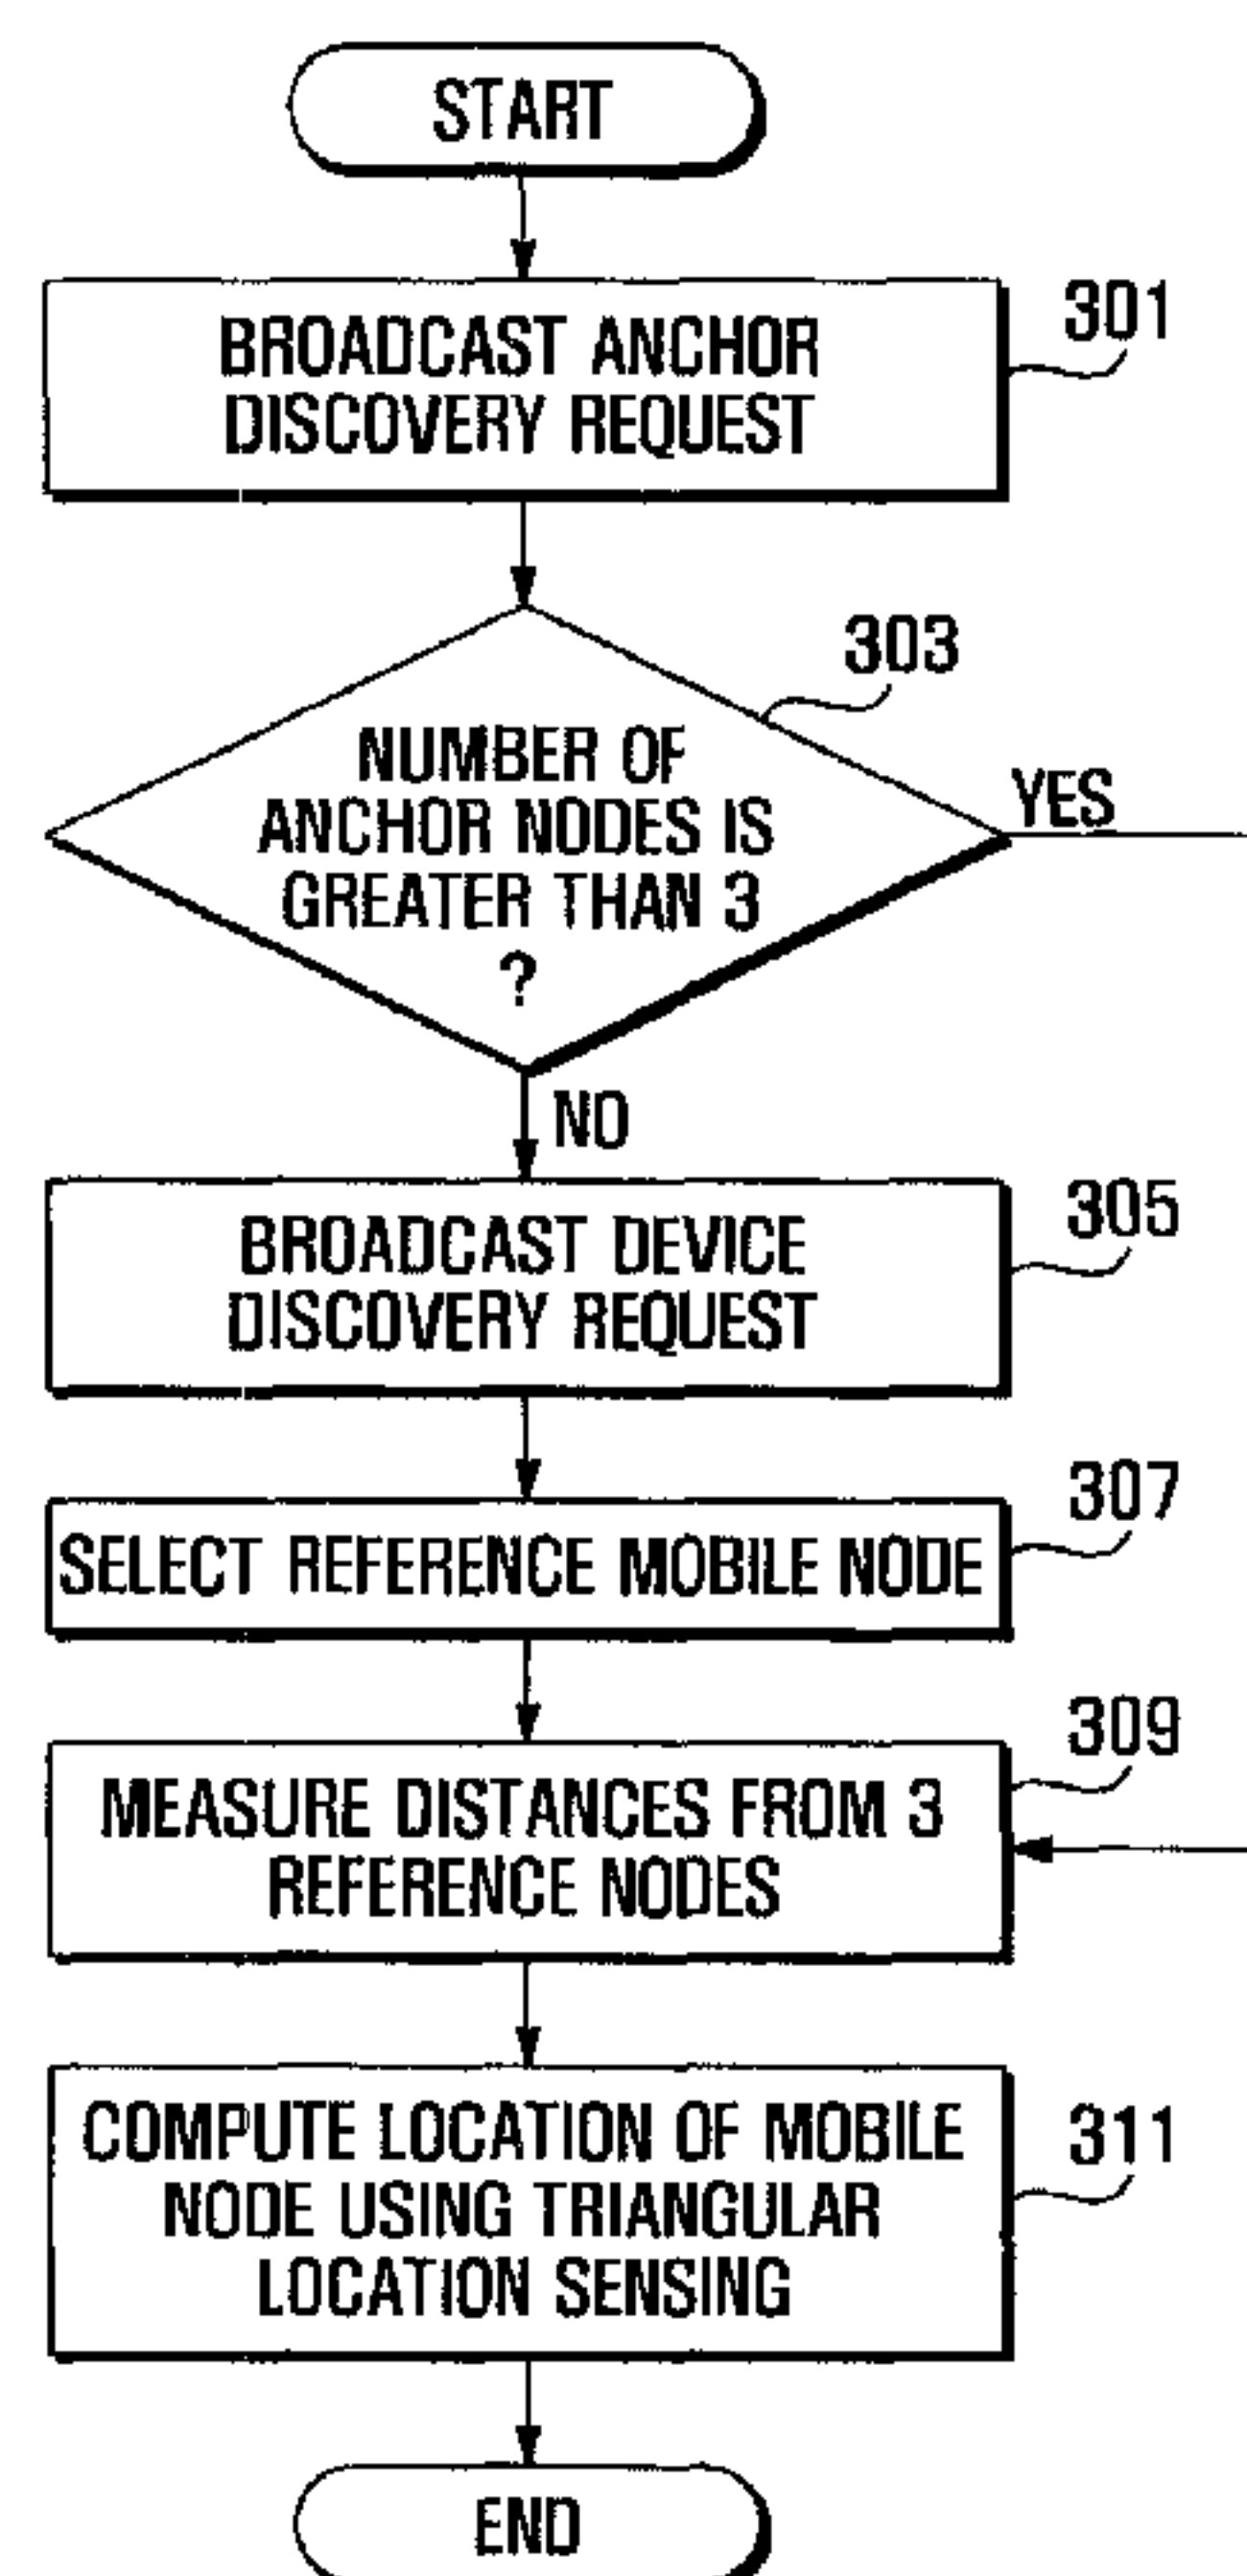 START
BROADCAST ANCHOR
DISCOVERY REQUEST
301
303
NUMBER OF
ANCHOR NODES IS
GREATER THAN 3
?
YES
NO
BROADCAST DEVICE
DISCOVERY REQUEST
305
SELECT REFERENCE MOBILE NODE
307
MEASURE DISTANCES FROM 3
REFERENCE NODES
309
COMPUTE LOCATION OF MOBILE
NODE USING TRIANGULAR
LOCATION SENSING
311
END